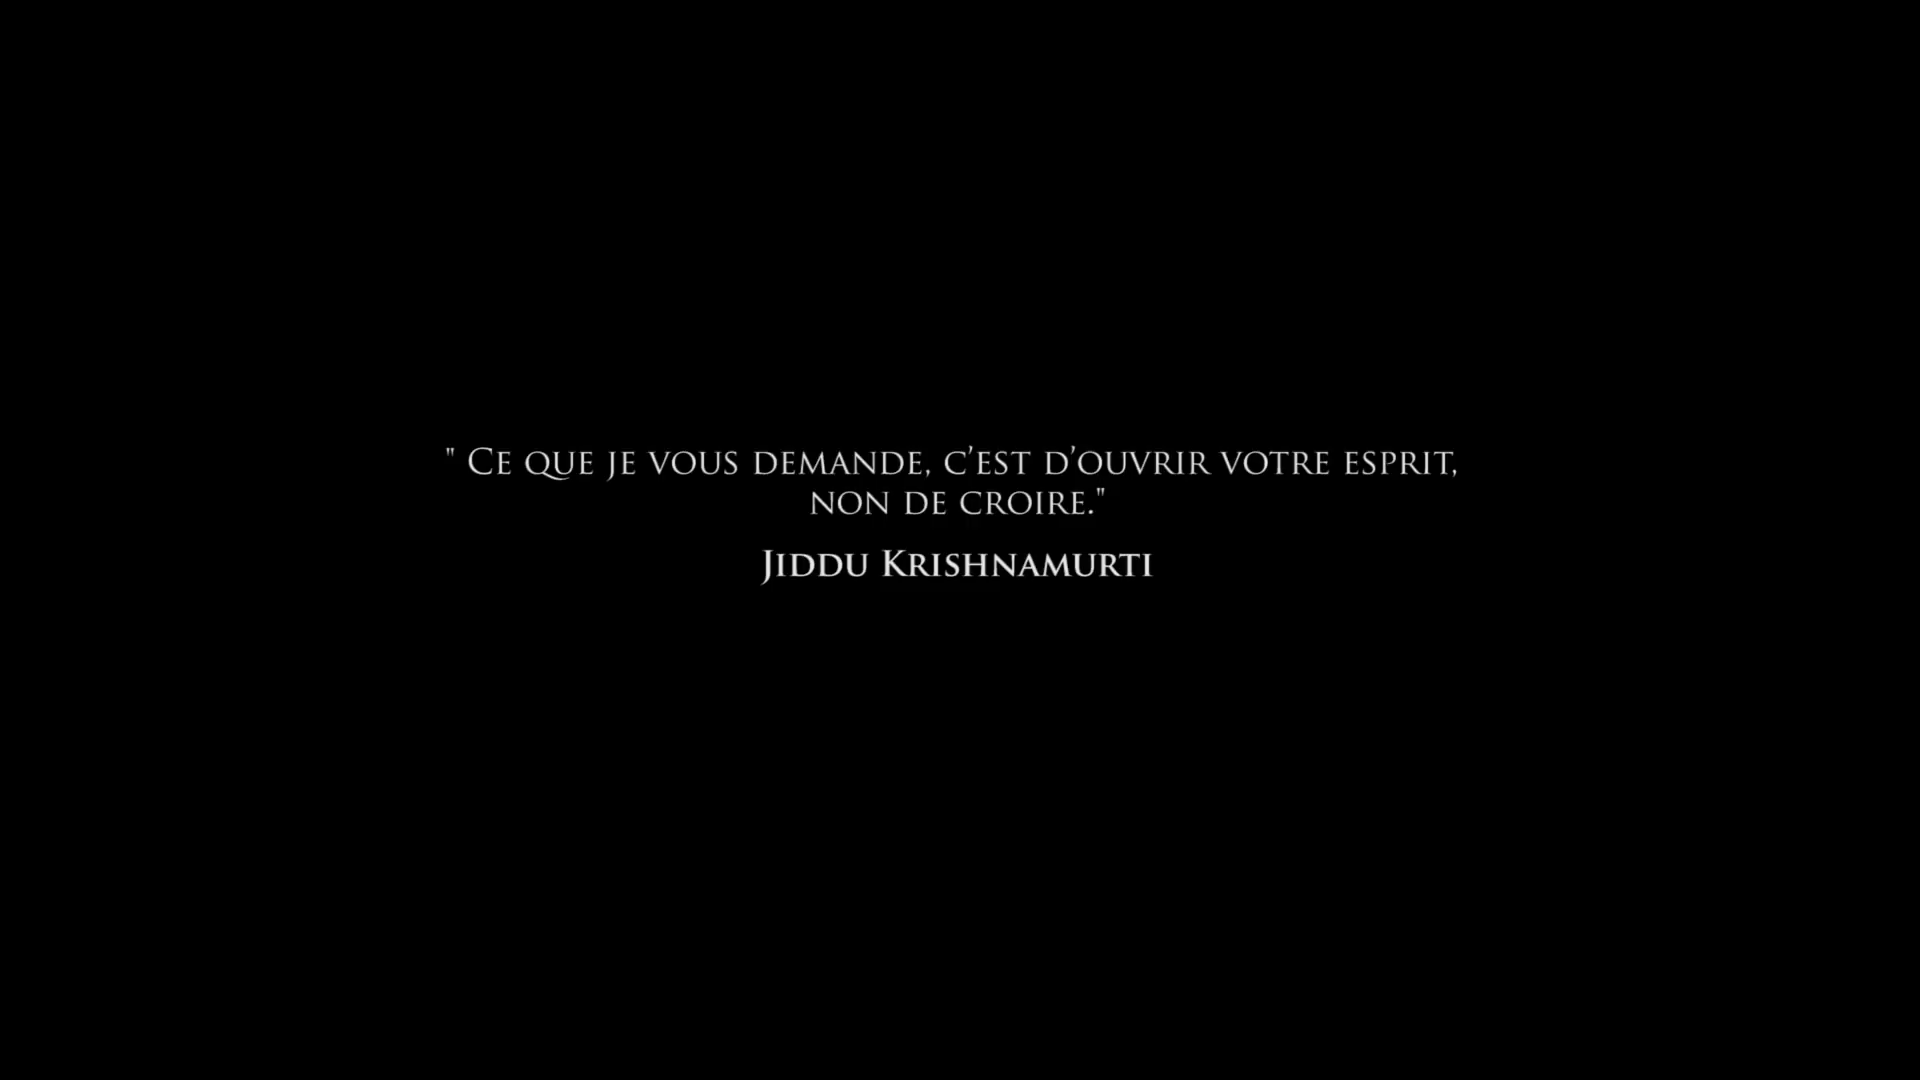 " Ce que je vous demande, c’est d’ouvrir votre esprit,
non de croire."
Jiddu Krishnamurti